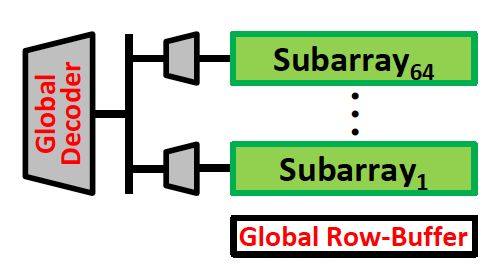 Global
Decoder
Subarray64
Subarray1
Global Row-Buffer